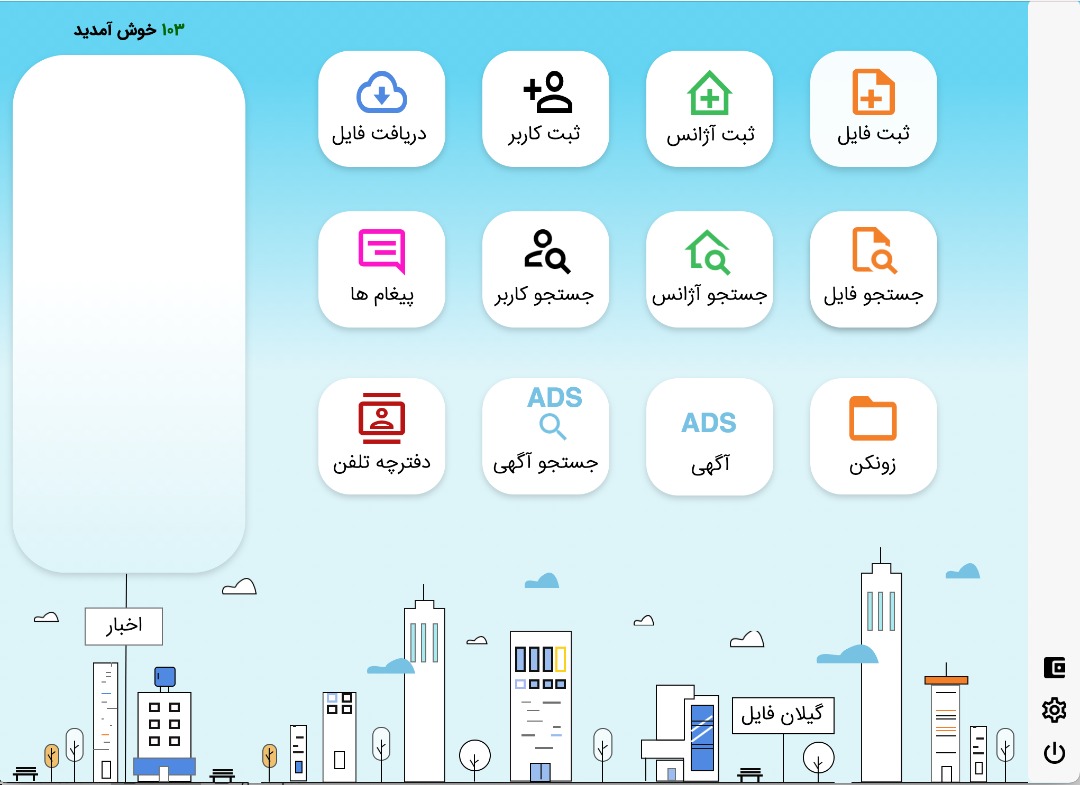 ۱۰۳ خوش آمدید
ثبت فایل
ثبت آژانس
ثبت کاربر
دریافت فایل
جستجو فایل
جستجو آژانس
جستجو کاربر
پیغام ها
زونکن
ADS
آگهی
ADS
جستجو آگهی
دفترچه تلفن
اخبار
گیلان فایل